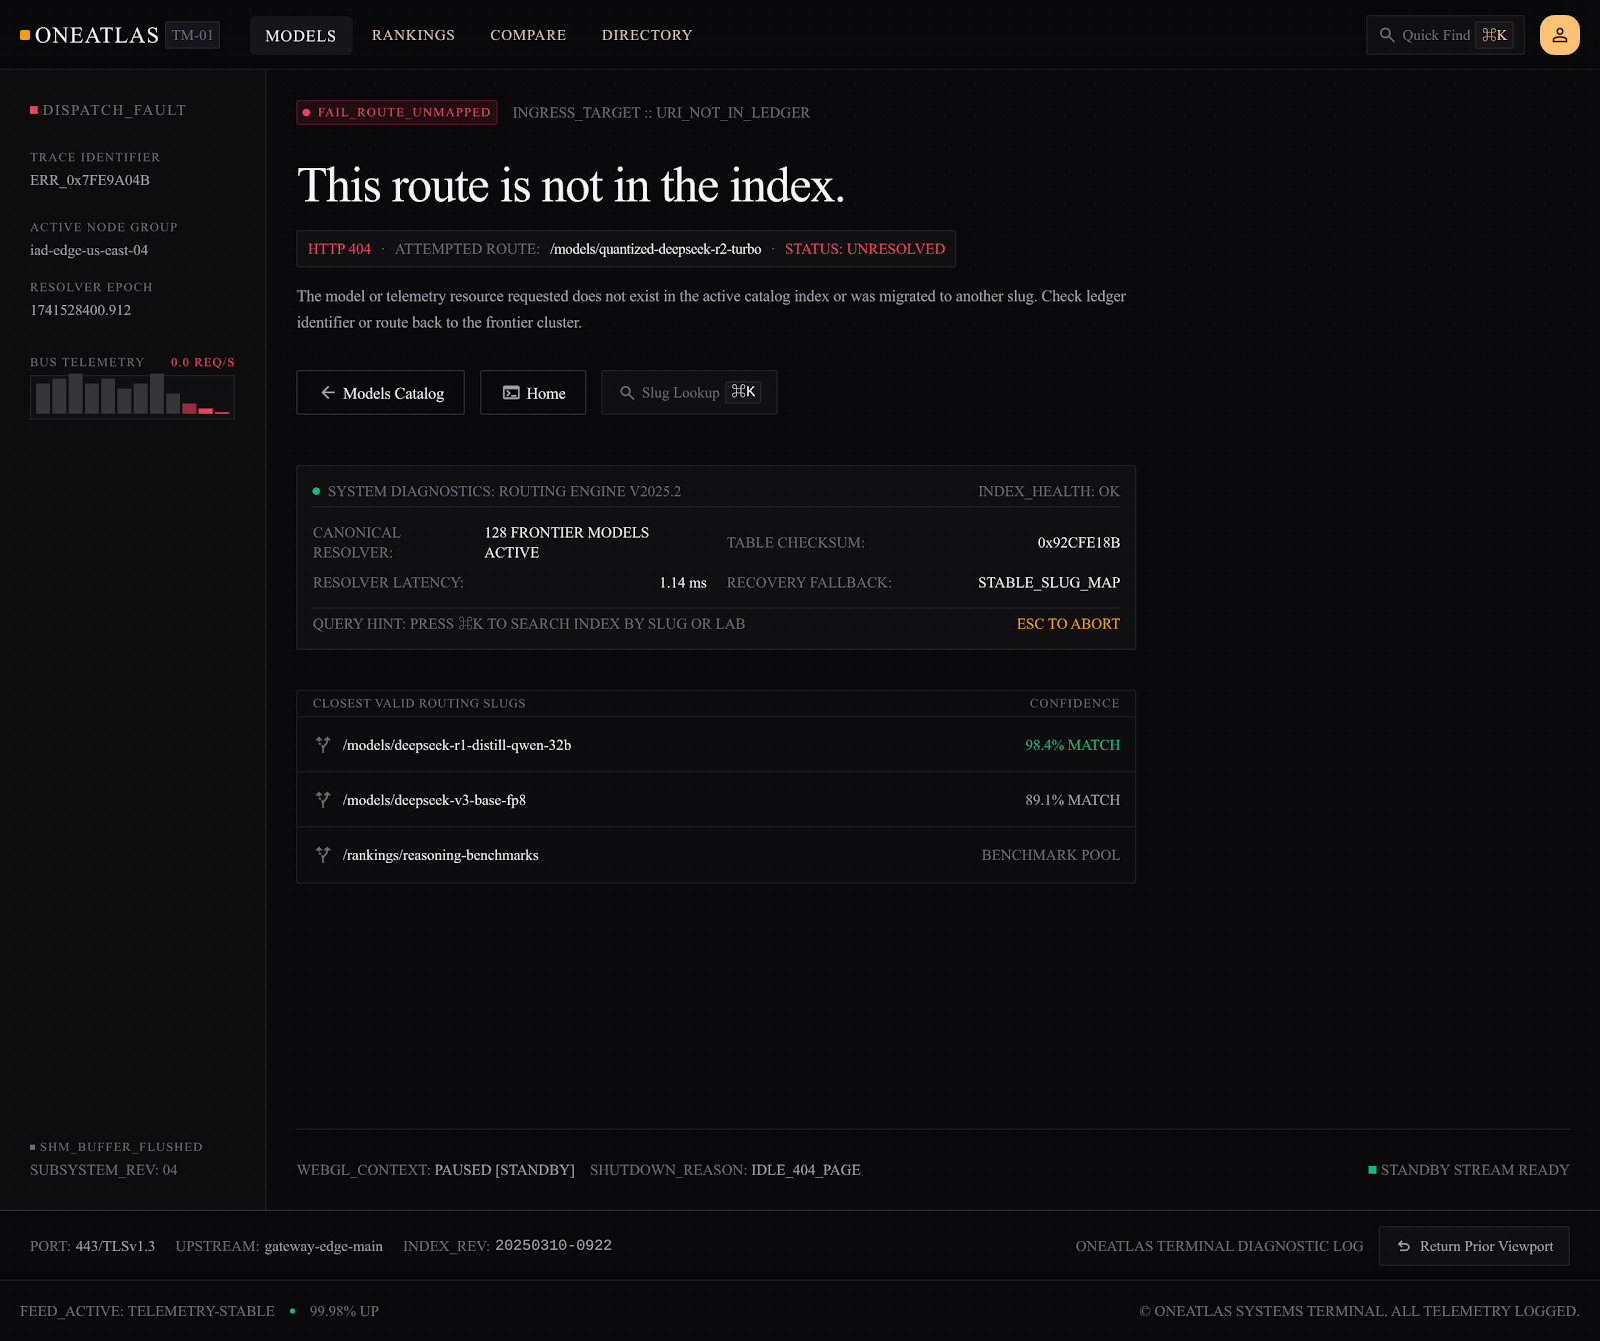 ONEATLAS TM-01 MODELS RANKINGS COMPARE DIRECTORY Quick Find ⌘K
DISPATCH_FAULT
TRACE IDENTIFIER
ERR_0x7FE9A04B
ACTIVE NODE GROUP
iad-edge-us-east-04
RESOLVER EPOCH
1741528400.912
BUS TELEMETRY 0.0 REQ/S
SHM_BUFFER_FLUSHED
SUBSYSTEM_REV: 04
FAIL_ROUTE_UNMAPPED INGRESS_TARGET :: URI_NOT_IN_LEDGER
This route is not in the index.
HTTP 404 · ATTEMPTED ROUTE: /models/quantized-deepseek-r2-turbo · STATUS: UNRESOLVED
The model or telemetry resource requested does not exist in the active catalog index or was migrated to another slug. Check ledger
identifier or route back to the frontier cluster.
Models Catalog Home Slug Lookup ⌘K
SYSTEM DIAGNOSTICS: ROUTING ENGINE V2025.2 INDEX_HEALTH: OK
CANONICAL
RESOLVER:
128 FRONTIER MODELS
ACTIVE
TABLE CHECKSUM: 0x92CFE18B
RESOLVER LATENCY: 1.14 ms RECOVERY FALLBACK: STABLE_SLUG_MAP
QUERY HINT: PRESS ⌘K TO SEARCH INDEX BY SLUG OR LAB ESC TO ABORT
CLOSEST VALID ROUTING SLUGS CONFIDENCE
/models/deepseek-r1-distill-qwen-32b 98.4% MATCH
/models/deepseek-v3-base-fp8 89.1% MATCH
/rankings/reasoning-benchmarks BENCHMARK POOL
WEBGL_CONTEXT: PAUSED [STANDBY] SHUTDOWN_REASON: IDLE_404_PAGE STANDBY STREAM READY
PORT: 443/TLSv1.3 UPSTREAM: gateway-edge-main INDEX_REV: 20250310-0922 ONEATLAS TERMINAL DIAGNOSTIC LOG Return Prior Viewport
FEED_ACTIVE: TELEMETRY-STABLE • 99.98% UP © ONEATLAS SYSTEMS TERMINAL. ALL TELEMETRY LOGGED.